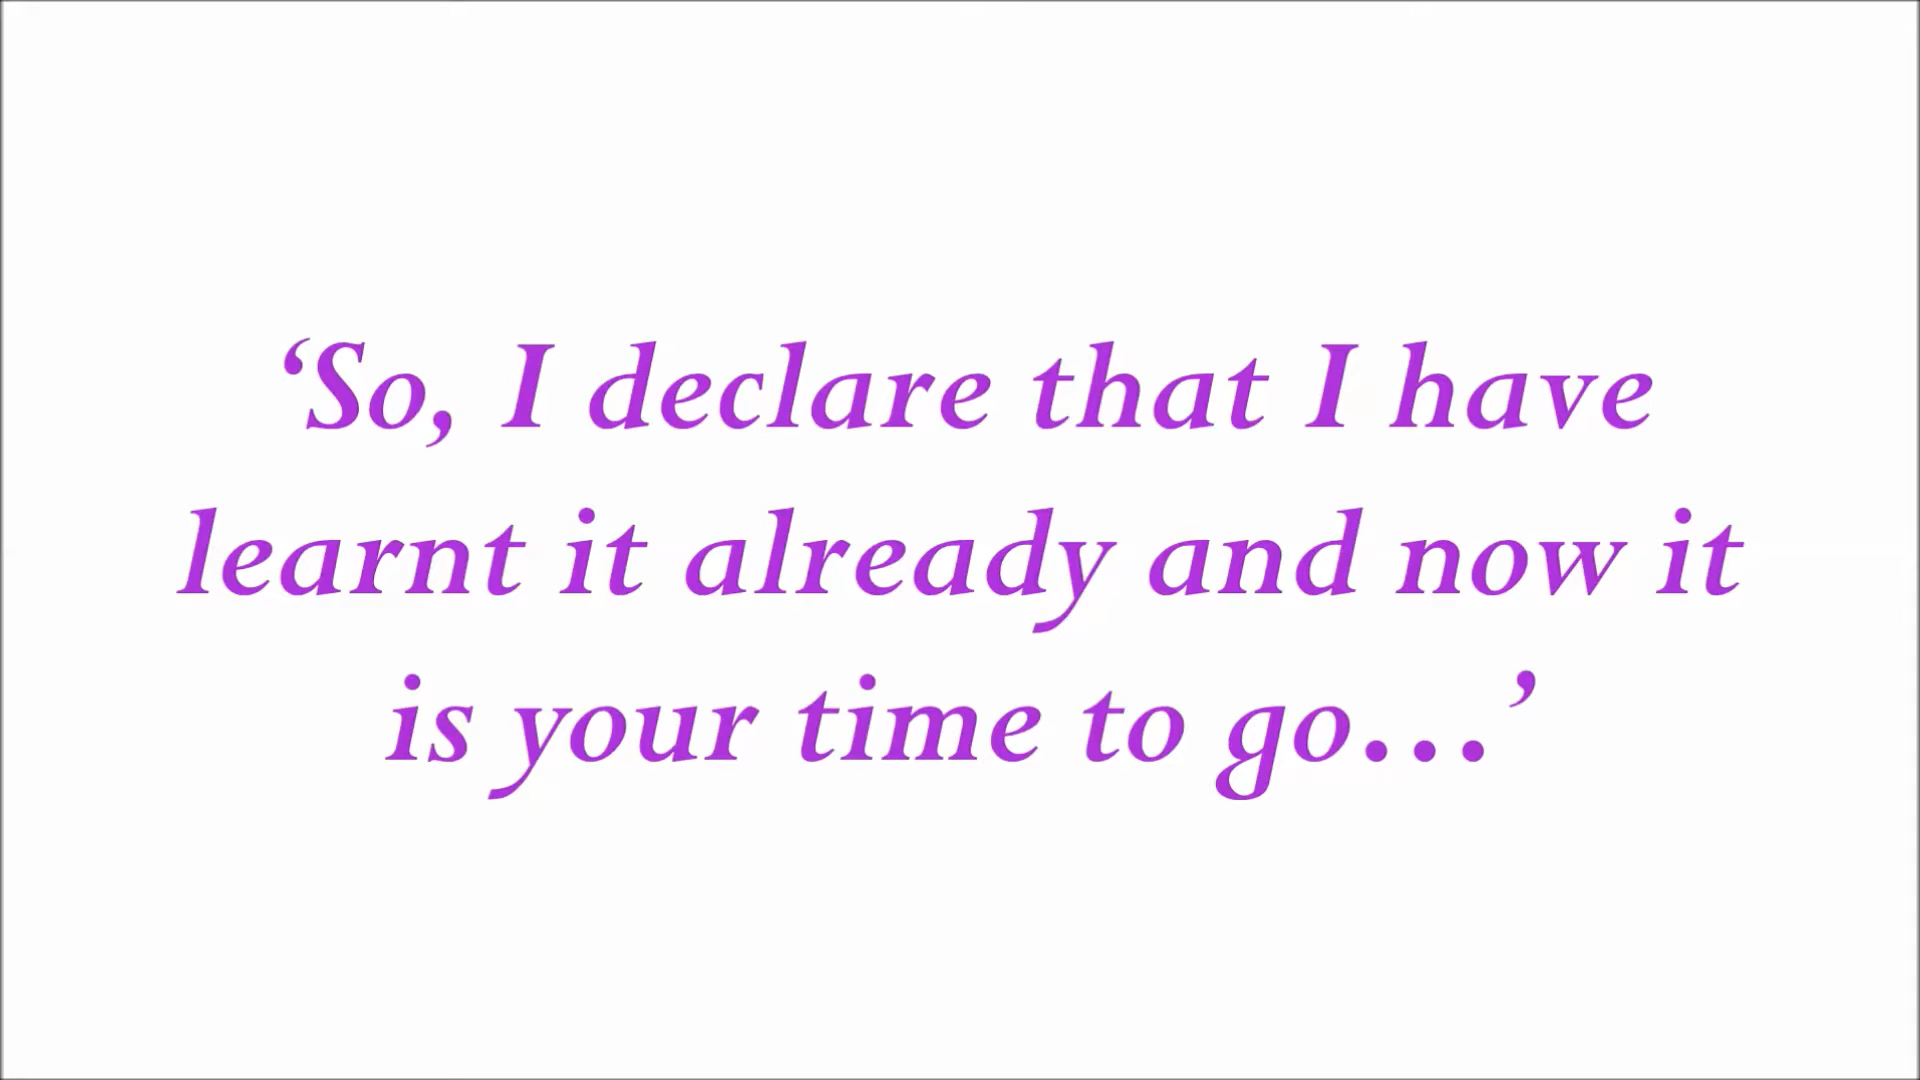 ‘So, I declare that I have
learnt it already and now it
is your time to go…’